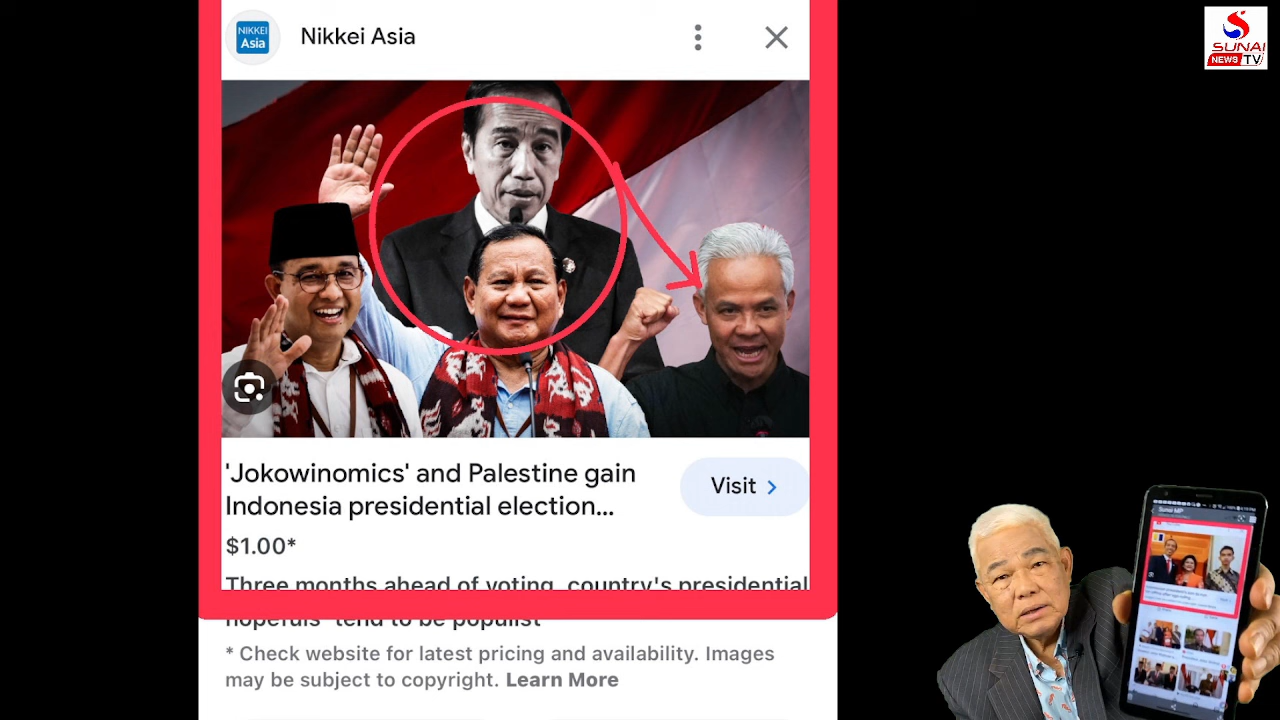 NIKKEI
Asia
Nikkei Asia
SUNAI
NEWS TV
'Jokowinomics' and Palestine gain
Indonesia presidential election...
Visit
$1.00*
Three months ahead of voting, country's presidential
hopefuls 'tend to be populist'
* Check website for latest pricing and availability. Images
may be subject to copyright. Learn More
Sunai MP